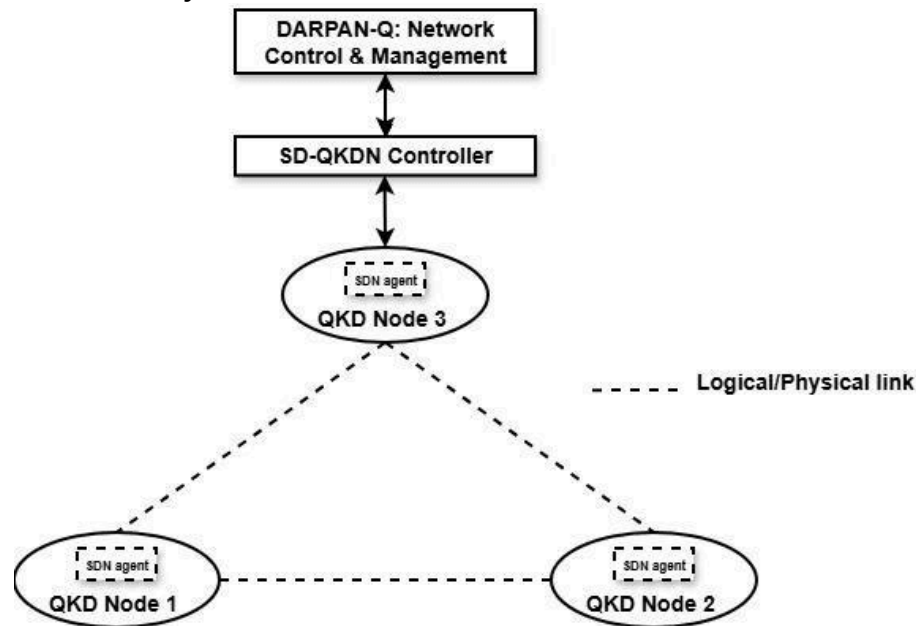 DARPAN-Q: Network
Control & Management
SD-QKDN Controller
SDN agent
QKD Node 3
Logical/Physical link
SDN agent
QKD Node 1
SDN agent
QKD Node 2